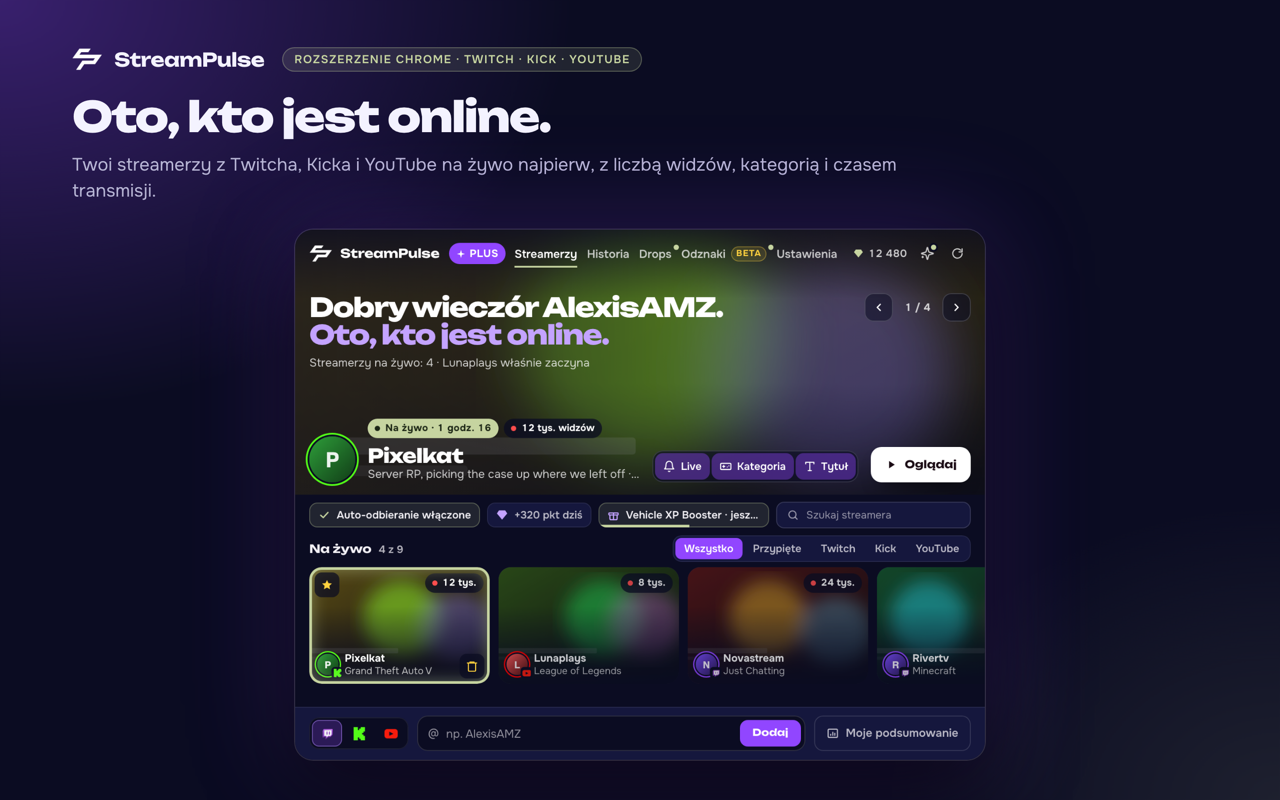 StreamPulse ROZSZERZENIE CHROME · TWITCH · KICK · YOUTUBE
Oto, kto jest online.
Twoi streamerzy z Twitcha, Kicka i YouTube na żywo najpierw, z liczbą widzów, kategorią i czasem
transmisji.
StreamPulse PLUS Streamerzy Historia Drops Odznaki BETA Ustawienia 12 480
Dobry wieczór AlexisAMZ. 1 / 4
Oto, kto jest online.
Streamerzy na żywo: 4 · Lunaplays właśnie zaczyna
Na żywo · 1 godz. 16 12 tys. widzów
P Pixelkat
Server RP, picking the case up where we left off ·... Live Kategoria Tytuł Oglądaj
Auto-odbieranie włączone +320 pkt dziś Vehicle XP Booster · jesz... Szukaj streamera
Na żywo 4 z 9 Wszystko Przypięte Twitch Kick YouTube
12 tys. 8 tys. 24 tys.
P Pixelkat L Lunaplays N Novastream R Rivertv
Grand Theft Auto V League of Legends Just Chatting Minecraft
@ np. AlexisAMZ Dodaj Moje podsumowanie